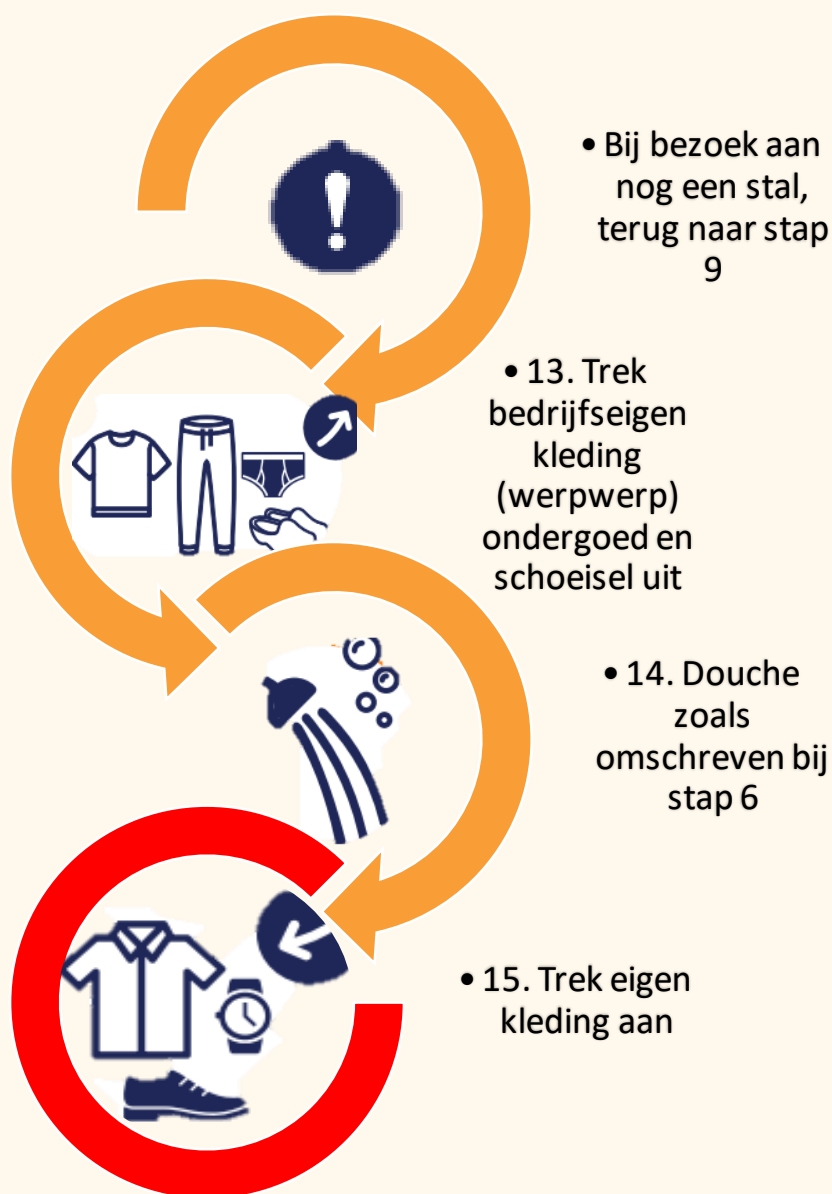 • Bij bezoek aan
nog een stal,
terug naar stap
9
• 13. Trek
bedrijfseigen
kleding
(werpwerp)
ondergoed en
schoeisel uit
• 14. Douche
zoals
omschreven bij
stap 6
• 15. Trek eigen
kleding aan